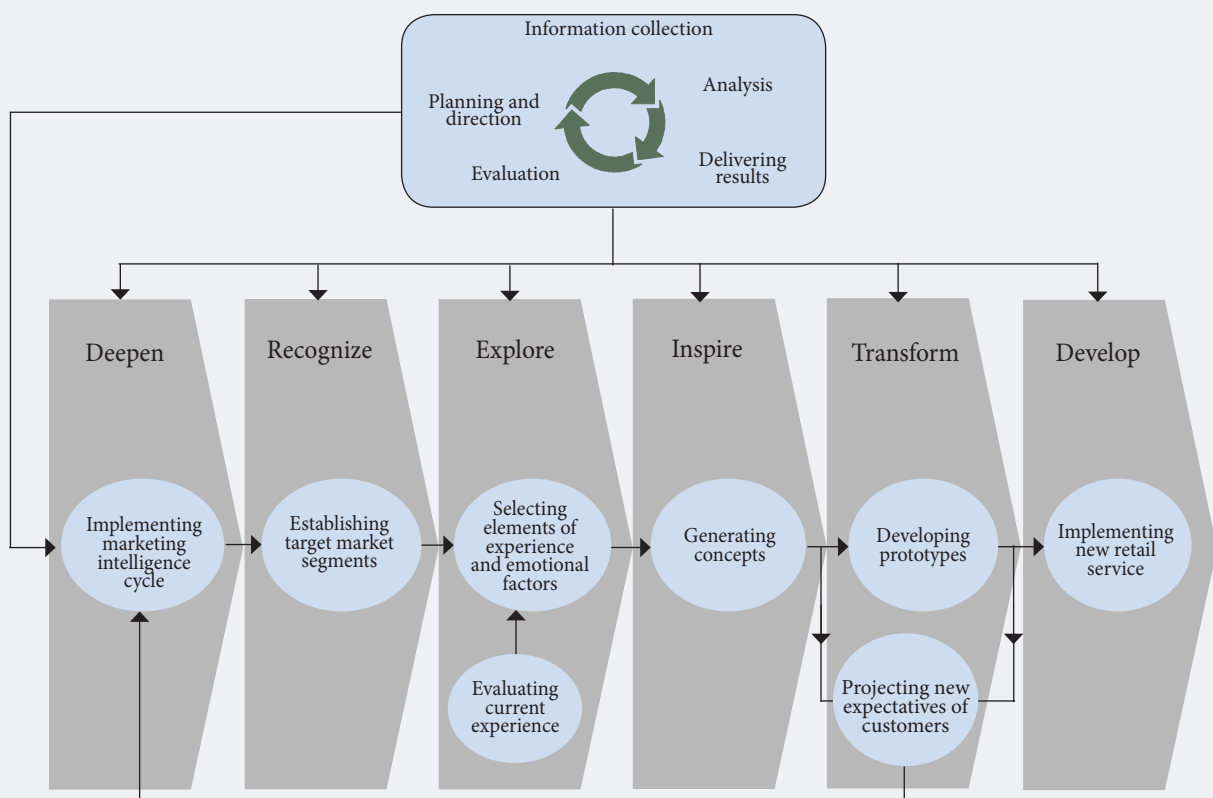 Information collection
Analysis
Planning and
direction
Delivering
results
Evaluation
Deepen
Recognize
Explore
Inspire
Transform
Develop
Implementing
marketing
intelligence
cycle
Establishing
target market
segments
Selecting
elements of
experience
and emotional
factors
Generating
concepts
Developing
prototypes
Implementing
new retail
service
Evaluating
current
experience
Projecting new
expectatives of
customers